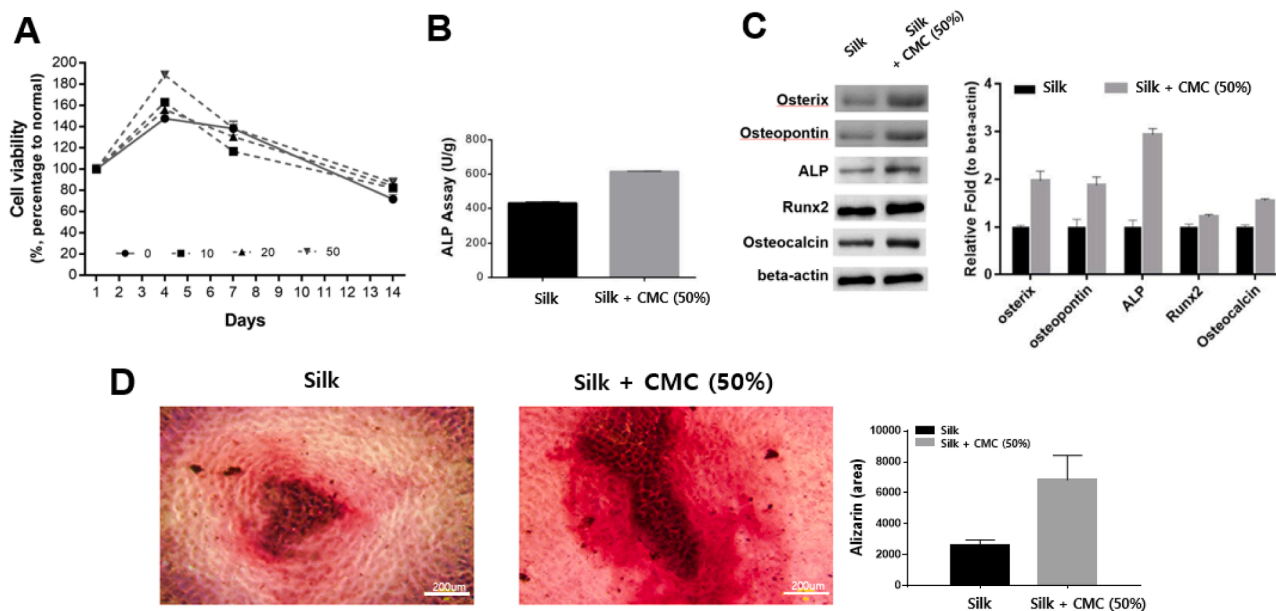 A
Cell viability
(%, percentage to normal)
200
180
160
140
120
100
80
60
40
20
0
0
10
20
50
1 2 3 4 5 6 7 8 9 10 11 12 13 14
Days
B
ALP Assay (U/g)
800
600
400
200
0
Silk
Silk + CMC (50%)
C
Silk
Silk
+ CMC (50%)
Osterix
Osteopontin
ALP
Runx2
Osteocalcin
beta-actin
Silk
Silk + CMC (50%)
Relative Fold (to beta-actin)
4
3
2
1
0
osterix
osteopontin
ALP
Runx2
Osteocalcin
D
Silk
200um
Silk + CMC (50%)
200um
Silk
Silk + CMC (50%)
Alizarin (area)
10000
8000
6000
4000
2000
0
Silk
Silk + CMC (50%)